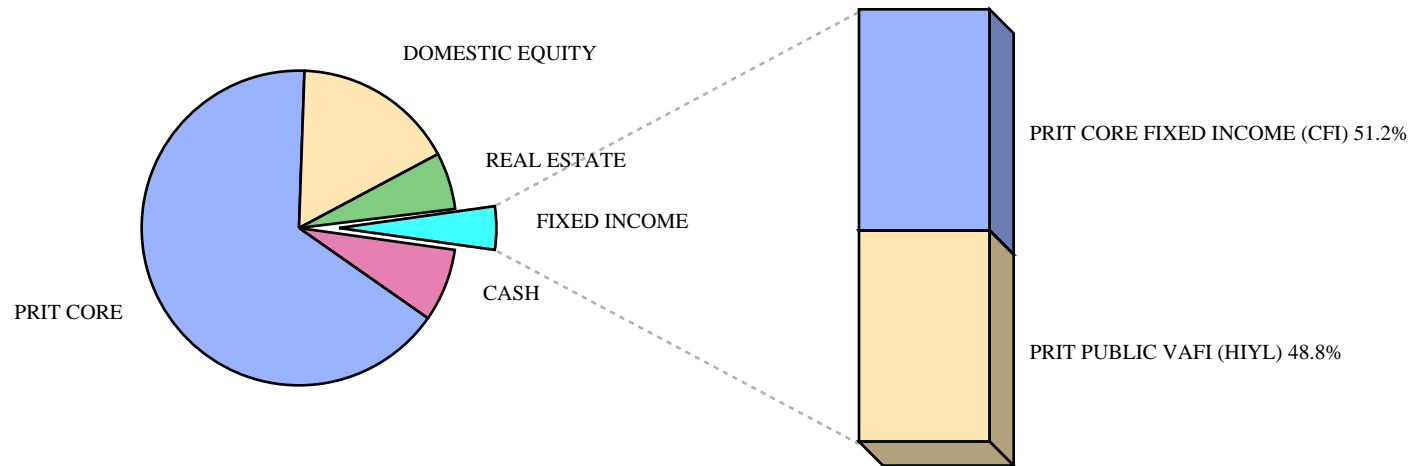 DOMESTIC EQUITY
REAL ESTATE
FIXED INCOME
CASH
PRIT CORE
PRIT CORE FIXED INCOME (CFI) 51.2%
PRIT PUBLIC VAFI (HIYL) 48.8%